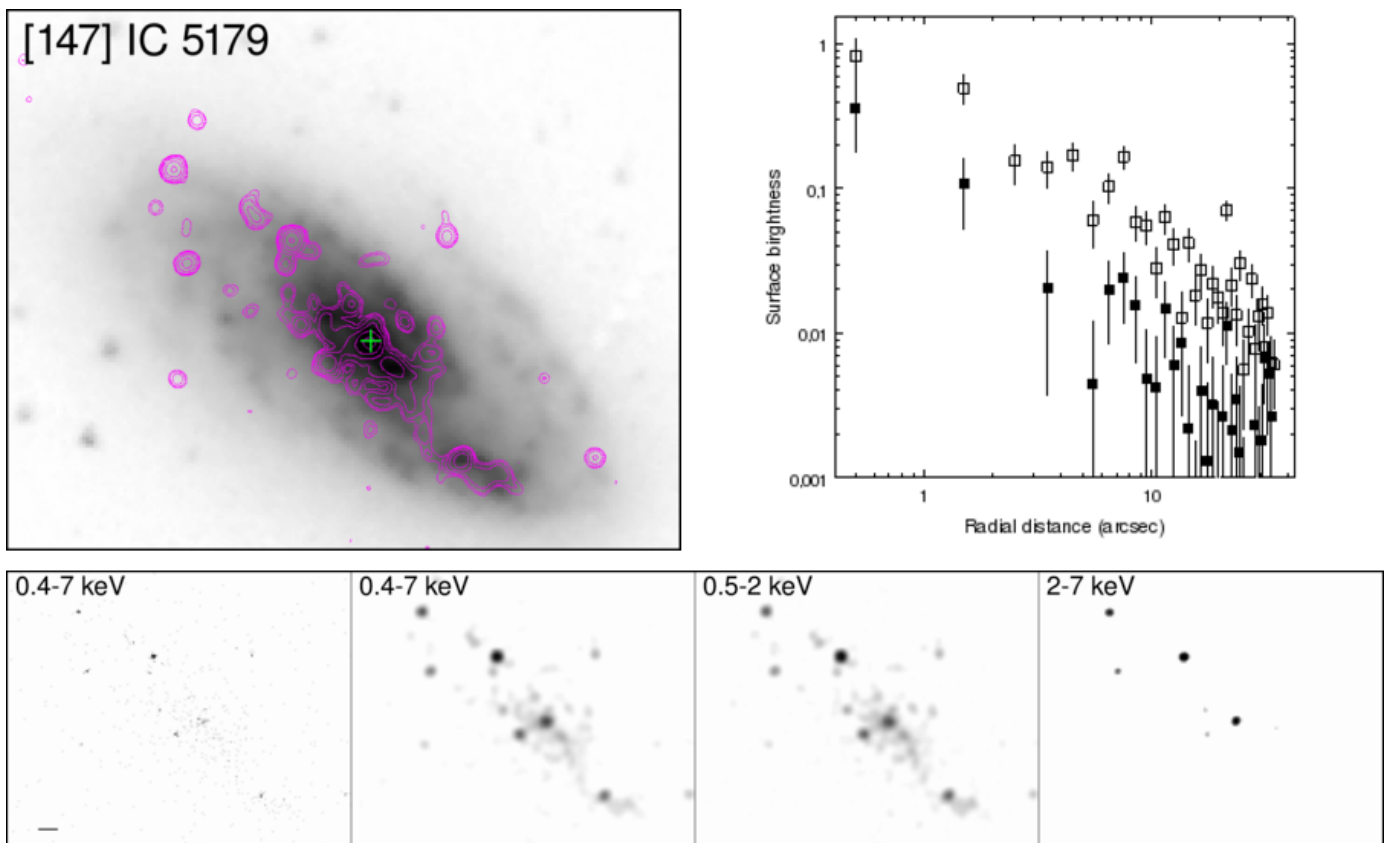 [147] IC 5179
1
0,1
0,01
0,001
Surface birghtness
1
10
Radial distance (arcsec)
0.4-7 keV
0.4-7 keV
0.5-2 keV
2-7 keV